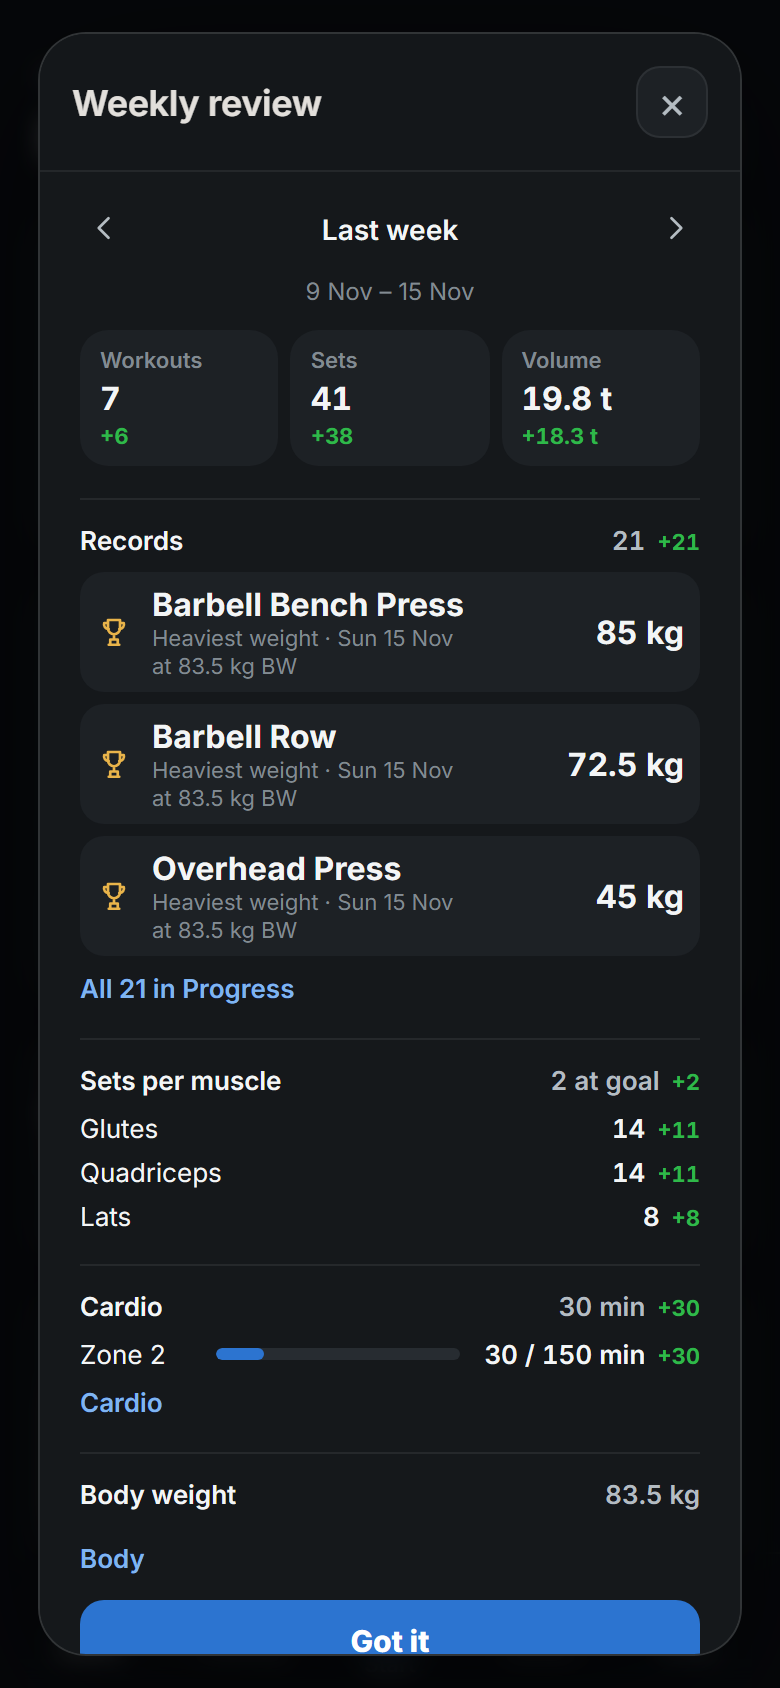 Weekly review
Last week
9 Nov – 15 Nov
Workouts
7
+6
Sets
41
+38
Volume
19.8 t
+18.3 t
Records 21 +21
Barbell Bench Press
Heaviest weight · Sun 15 Nov
at 83.5 kg BW
85 kg
Barbell Row
Heaviest weight · Sun 15 Nov
at 83.5 kg BW
72.5 kg
Overhead Press
Heaviest weight · Sun 15 Nov
at 83.5 kg BW
45 kg
All 21 in Progress
Sets per muscle 2 at goal +2
Glutes 14 +11
Quadriceps 14 +11
Lats 8 +8
Cardio 30 min +30
Zone 2 30 / 150 min +30
Cardio
Body weight 83.5 kg
Body
Got it